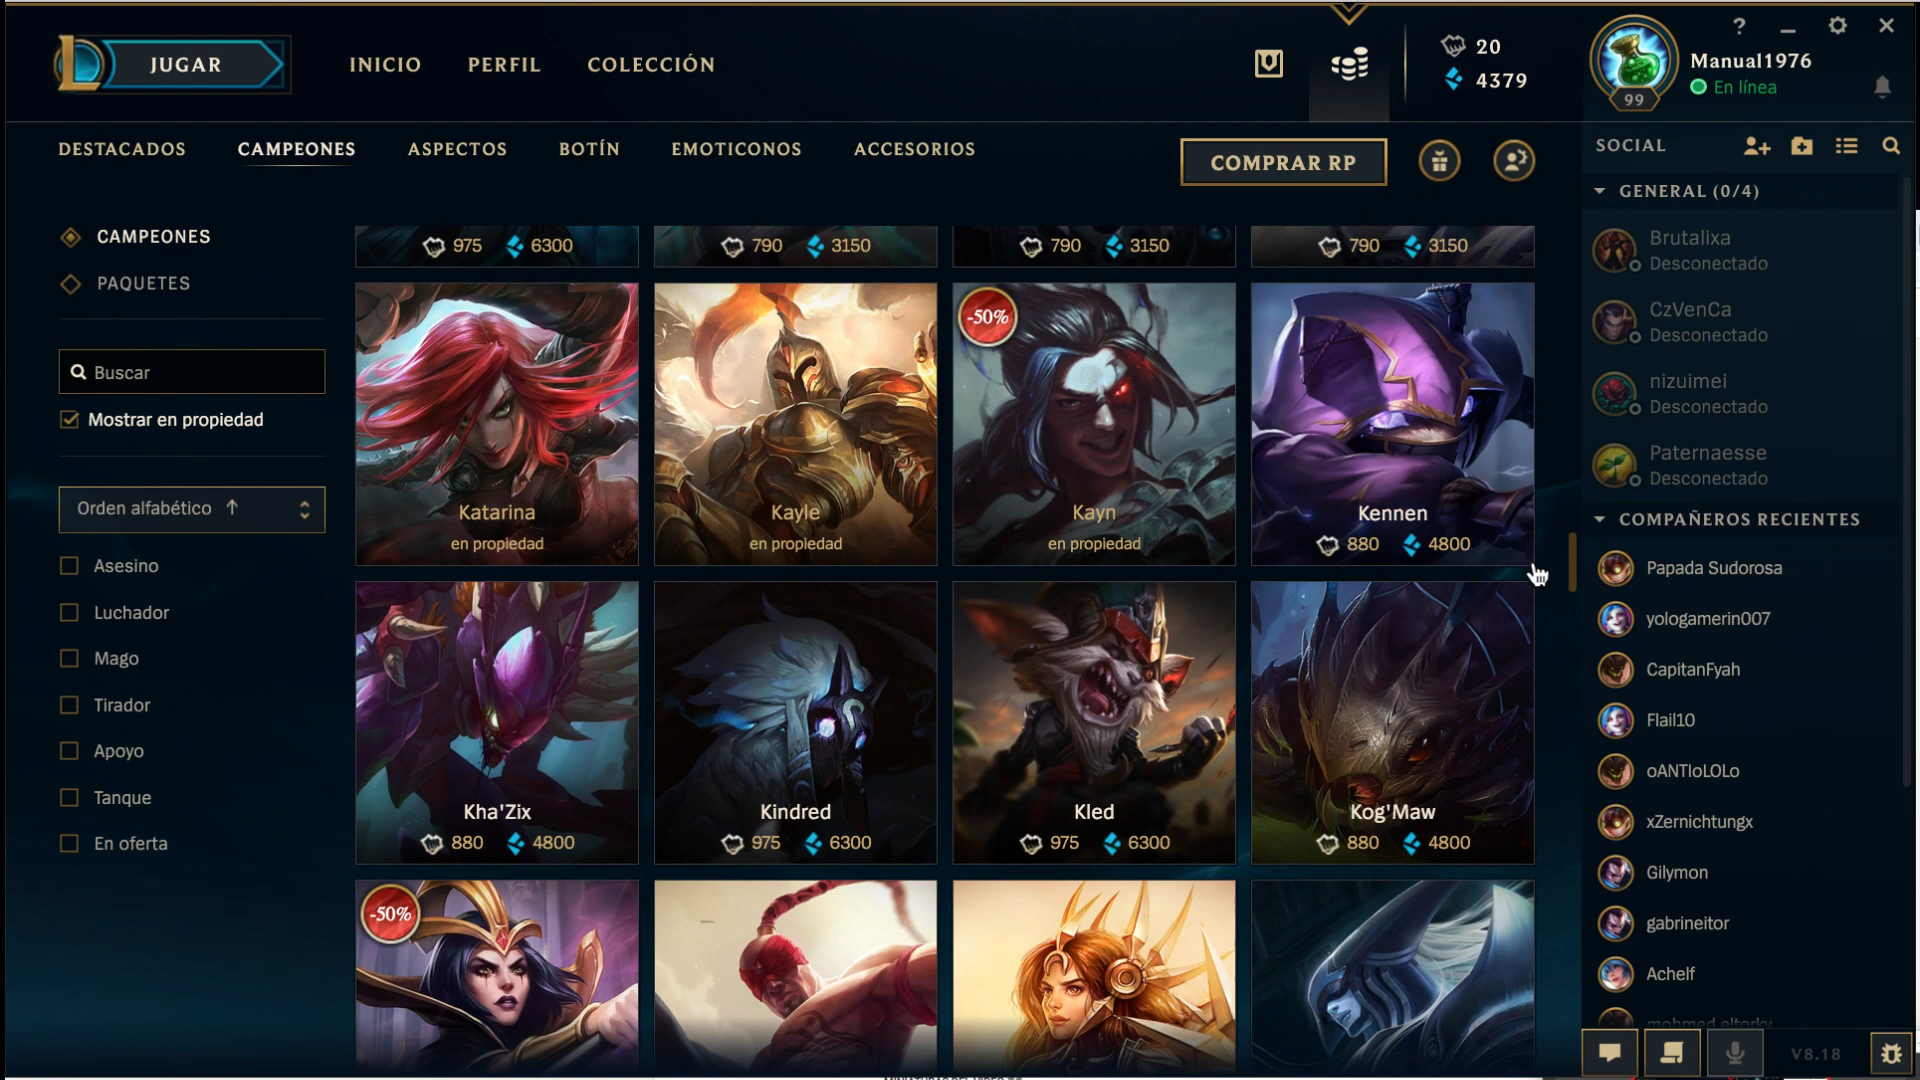 JUGAR
INICIO
PERFIL
COLECCIÓN
20
4379
?
99
Manual1976
En línea
DESTACADOS
CAMPEONES
ASPECTOS
BOTÍN
EMOTICONOS
ACCESORIOS
COMPRAR RP
CAMPEONES
PAQUETES
Buscar
Mostrar en propiedad
Orden alfabético ↑
Asesino
Luchador
Mago
Tirador
Apoyo
Tanque
En oferta
975 6300
790 3150
790 3150
790 3150
Katarina
en propiedad
Kayle
en propiedad
-50%
Kayn
en propiedad
Kennen
880 4800
Kha'Zix
880 4800
Kindred
975 6300
Kled
975 6300
Kog'Maw
880 4800
-50%
SOCIAL
GENERAL (0/4)
Brutalixa
Desconectado
CzVenCa
Desconectado
nizuimei
Desconectado
Paternaesse
Desconectado
COMPAÑEROS RECIENTES
Papada Sudorosa
yologamerin007
CapitanFyah
Flail10
oANTIoLOLo
xZernichtungx
Gilymon
gabrineitor
Achelf
mohmed eltorky
V8.18